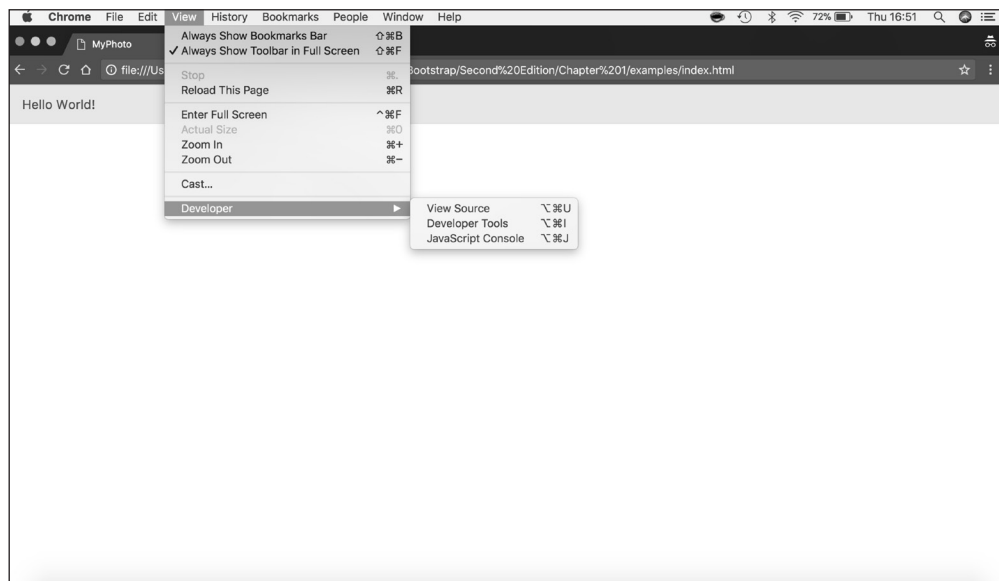 Chrome File Edit View History Bookmarks People Window Help 72% Thu 16:51
MyPhoto
file:///Us
Bootstrap/Second%20Edition/Chapter%201/examples/index.html
Hello World!
Always Show Bookmarks Bar ⇧⌘B
✓ Always Show Toolbar in Full Screen ⇧⌘F
Stop ⌘.
Reload This Page ⌘R
Enter Full Screen ^⌘F
Actual Size ⌘0
Zoom In ⌘+
Zoom Out ⌘−
Cast...
Developer ▶
View Source ⌥⌘U
Developer Tools ⌥⌘I
JavaScript Console ⌥⌘J